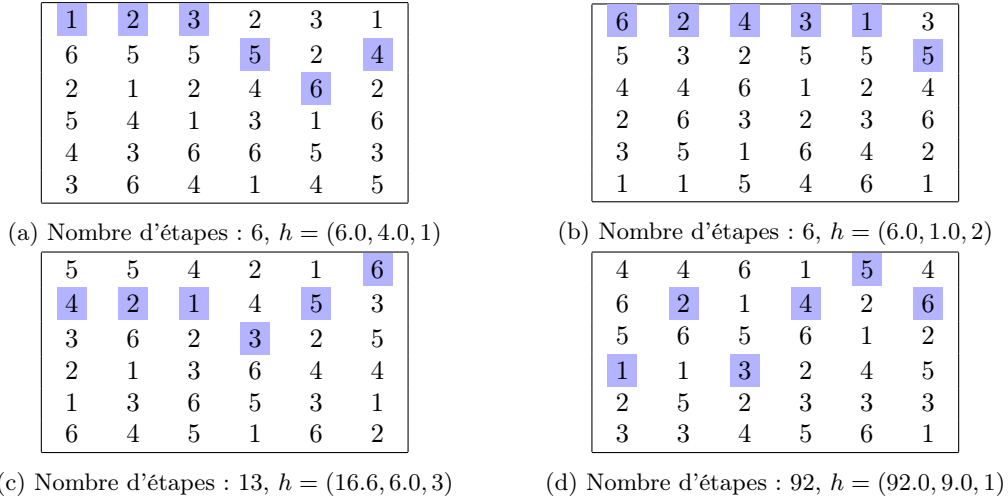 1 2 3 2 3 1
6 5 5 5 2 4
2 1 2 4 6 2
5 4 1 3 1 6
4 3 6 6 5 3
3 6 4 1 4 5
(a) Nombre d'étapes : 6, h = (6.0, 4.0, 1)
6 2 4 3 1 3
5 3 2 5 5 5
4 4 6 1 2 4
2 6 3 2 3 6
3 5 1 6 4 2
1 1 5 4 6 1
(b) Nombre d'étapes : 6, h = (6.0, 1.0, 2)
5 5 4 2 1 6
4 2 1 4 5 3
3 6 2 3 2 5
2 1 3 6 4 4
1 3 6 5 3 1
6 4 5 1 6 2
(c) Nombre d'étapes : 13, h = (16.6, 6.0, 3)
4 4 6 1 5 4
6 2 1 4 2 6
5 6 5 6 1 2
1 1 3 2 4 5
2 5 2 3 3 3
3 3 4 5 6 1
(d) Nombre d'étapes : 92, h = (92.0, 9.0, 1)